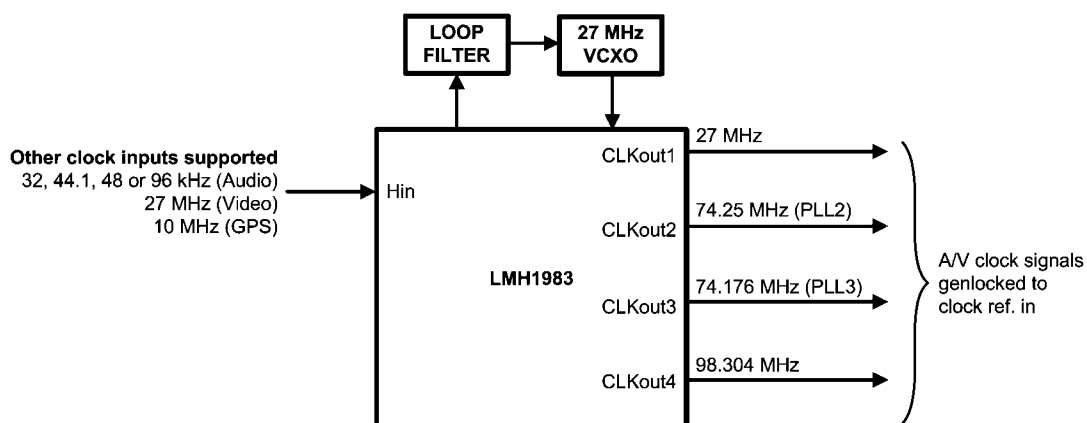 LOOP
FILTER
27 MHz
VCXO
Other clock inputs supported
32, 44.1, 48 or 96 kHz (Audio)
27 MHz (Video)
10 MHz (GPS)
Hin
LMH1983
CLKout1
27 MHz
CLKout2
74.25 MHz (PLL2)
CLKout3
74.176 MHz (PLL3)
CLKout4
98.304 MHz
A/V clock signals
genlocked to
clock ref. in